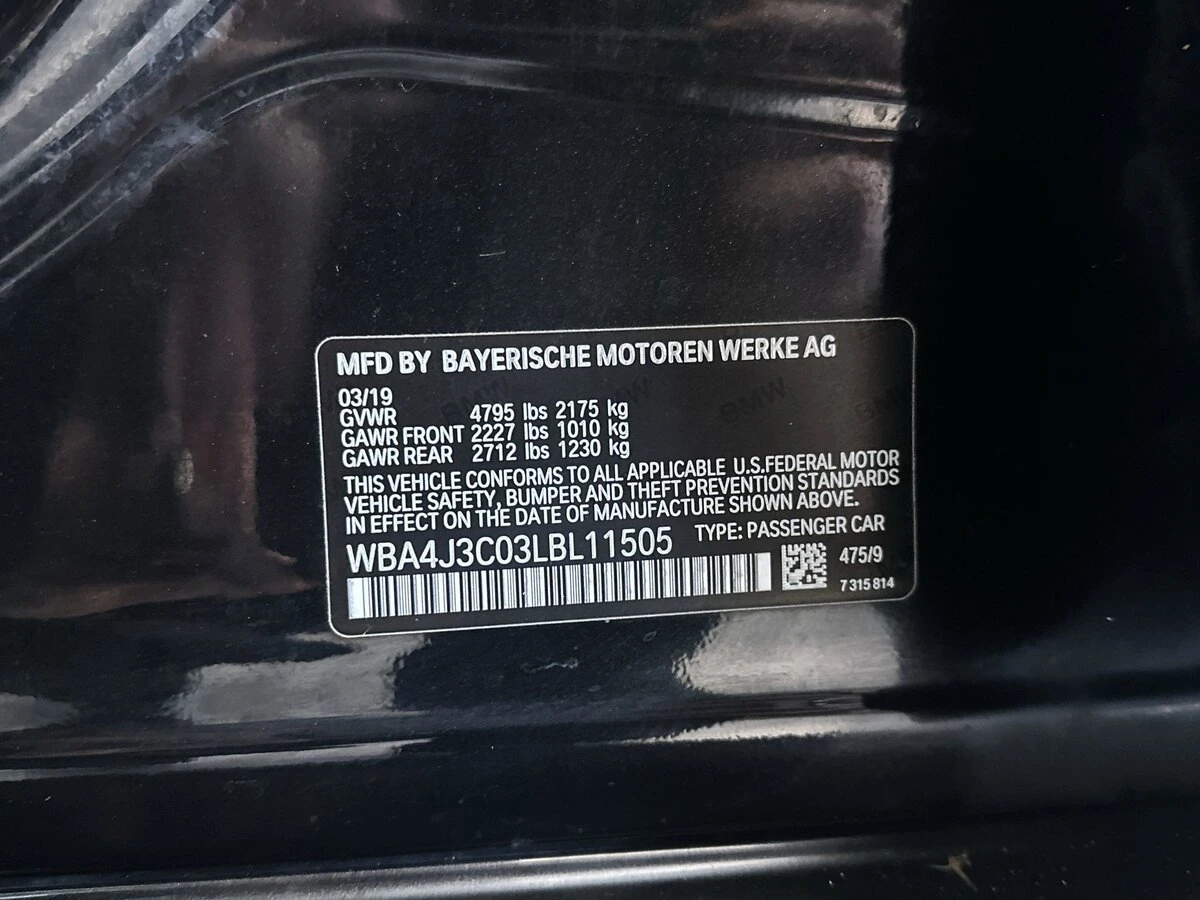 MFD BY BAYERISCHE MOTOREN WERKE AG
03/19
GVWR 4795 lbs 2175 kg
GAWR FRONT 2227 lbs 1010 kg
GAWR REAR 2712 lbs 1230 kg
THIS VEHICLE CONFORMS TO ALL APPLICABLE U.S.FEDERAL MOTOR
VEHICLE SAFETY, BUMPER AND THEFT PREVENTION STANDARDS
IN EFFECT ON THE DATE OF MANUFACTURE SHOWN ABOVE.
WBA4J3C03LBL11505 TYPE: PASSENGER CAR
475/9
7 315 814
BMW
BMW
BMW